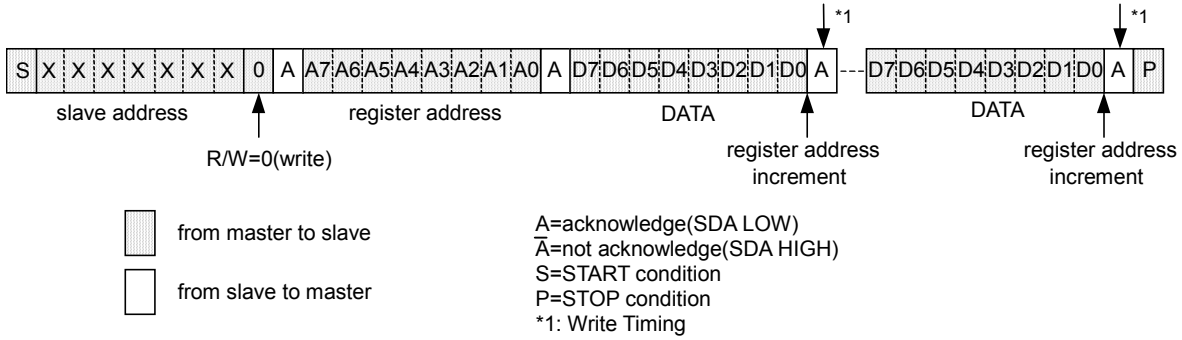 *1 *1
S X X X X X X X 0 A A7 A6 A5 A4 A3 A2 A1 A0 A D7 D6 D5 D4 D3 D2 D1 D0 A D7 D6 D5 D4 D3 D2 D1 D0 A P
slave address register address DATA DATA
R/W=0(write)
register address
increment
register address
increment
from master to slave
from slave to master
A=acknowledge(SDA LOW)
A̅=not acknowledge(SDA HIGH)
S=START condition
P=STOP condition
*1: Write Timing